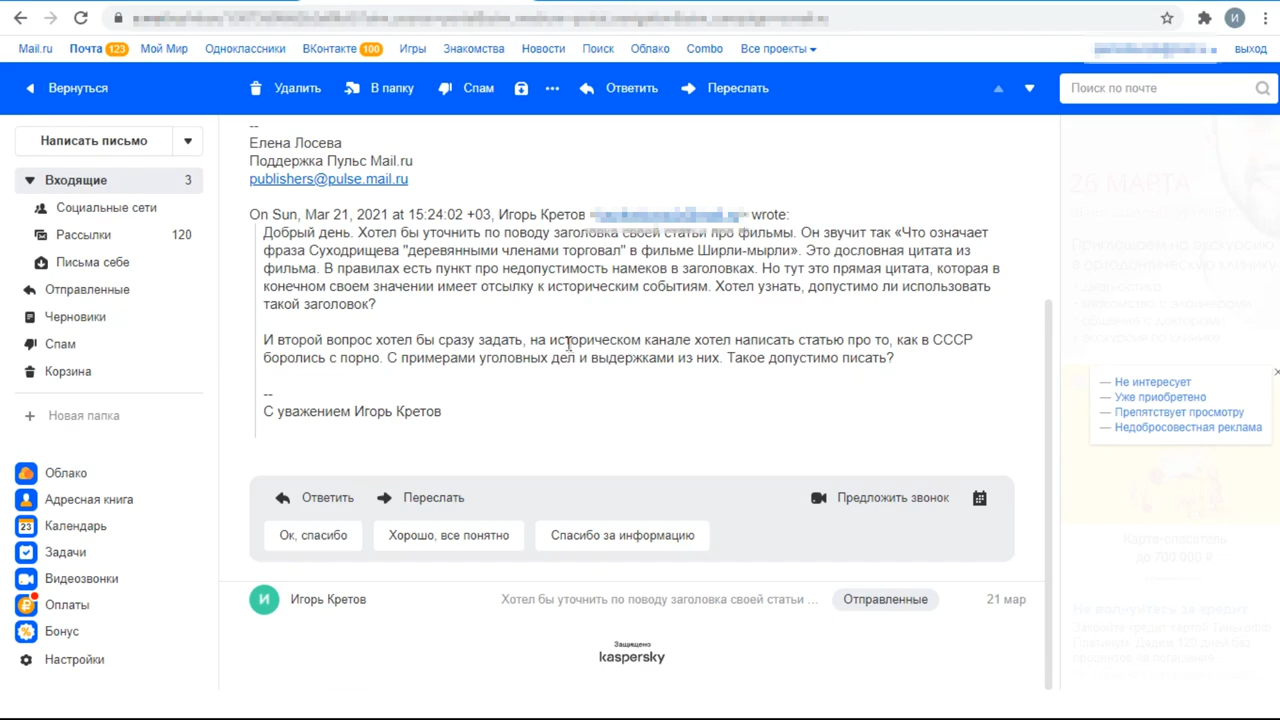 Mail.ru Почта 123 Мой Мир Одноклассники ВКонтакте 100 Игры Знакомства Новости Поиск Облако Combo Все проекты выход
Вернуться Удалить В папку Спам Ответить Переслать Поиск по почте
Написать письмо
Входящие 3
Социальные сети
Рассылки 120
Письма себе
Отправленные
Черновики
Спам
Корзина
Новая папка
Облако
Адресная книга
23 Календарь
Задачи
Видеозвонки
Оплаты
Бонус
Настройки
--
Елена Лосева
Поддержка Пульс Mail.ru
publishers@pulse.mail.ru
On Sun, Mar 21, 2021 at 15:24:02 +03, Игорь Кретов wrote:
Добрый день. Хотел бы уточнить по поводу заголовка своей статьи про фильмы. Он звучит так «Что означает
фраза Суходрищева "деревянными членами торговал" в фильме Ширли-мырли». Это дословная цитата из
фильма. В правилах есть пункт про недопустимость намеков в заголовках. Но тут это прямая цитата, которая в
конечном своем значении имеет отсылку к историческим событиям. Хотел узнать, допустимо ли использовать
такой заголовок?
И второй вопрос хотел бы сразу задать, на историческом канале хотел написать статью про то, как в СССР
боролись с порно. С примерами уголовных дел и выдержками из них. Такое допустимо писать?
--
С уважением Игорь Кретов
Ответить Переслать Предложить звонок
Ок, спасибо Хорошо, все понятно Спасибо за информацию
И Игорь Кретов Хотел бы уточнить по поводу заголовка своей статьи ... Отправленные 21 мар
Защищено
kaspersky
26 МАРТА
— Не интересует
— Уже приобретено
— Препятствует просмотру
— Недобросовестная реклама
до 700 000 ₽